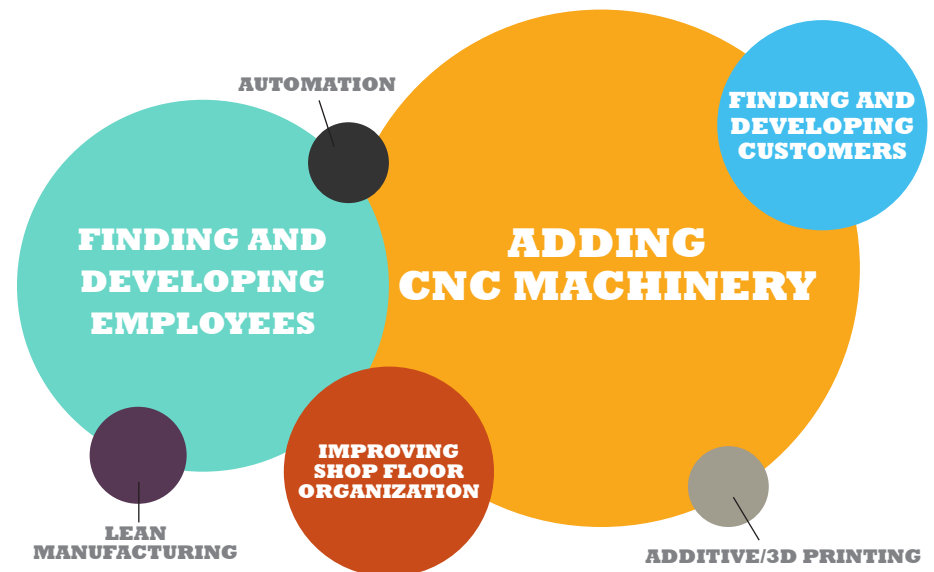 AUTOMATION
FINDING AND
DEVELOPING
CUSTOMERS
FINDING AND
DEVELOPING
EMPLOYEES
ADDING
CNC MACHINERY
IMPROVING
SHOP FLOOR
ORGANIZATION
LEAN
MANUFACTURING
ADDITIVE/3D PRINTING